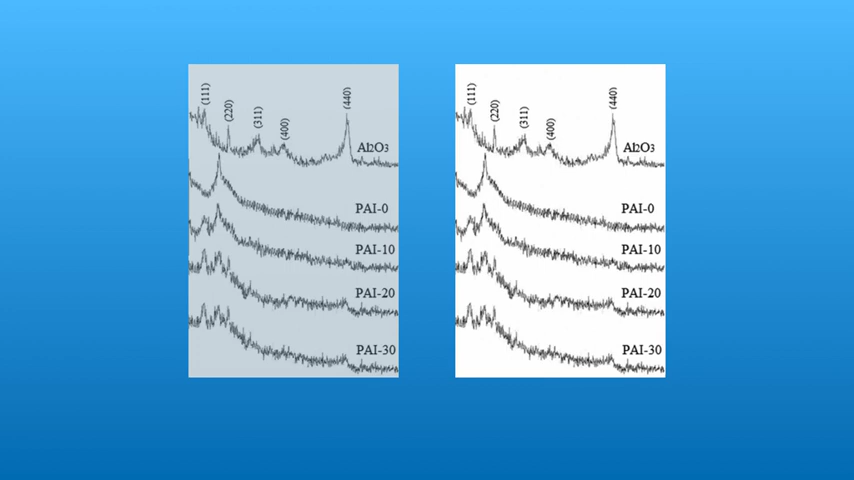 (111)
(220)
(311)
(400)
(440)
Al2O3
PAI-0
PAI-10
PAI-20
PAI-30
(111)
(220)
(311)
(400)
(440)
Al2O3
PAI-0
PAI-10
PAI-20
PAI-30